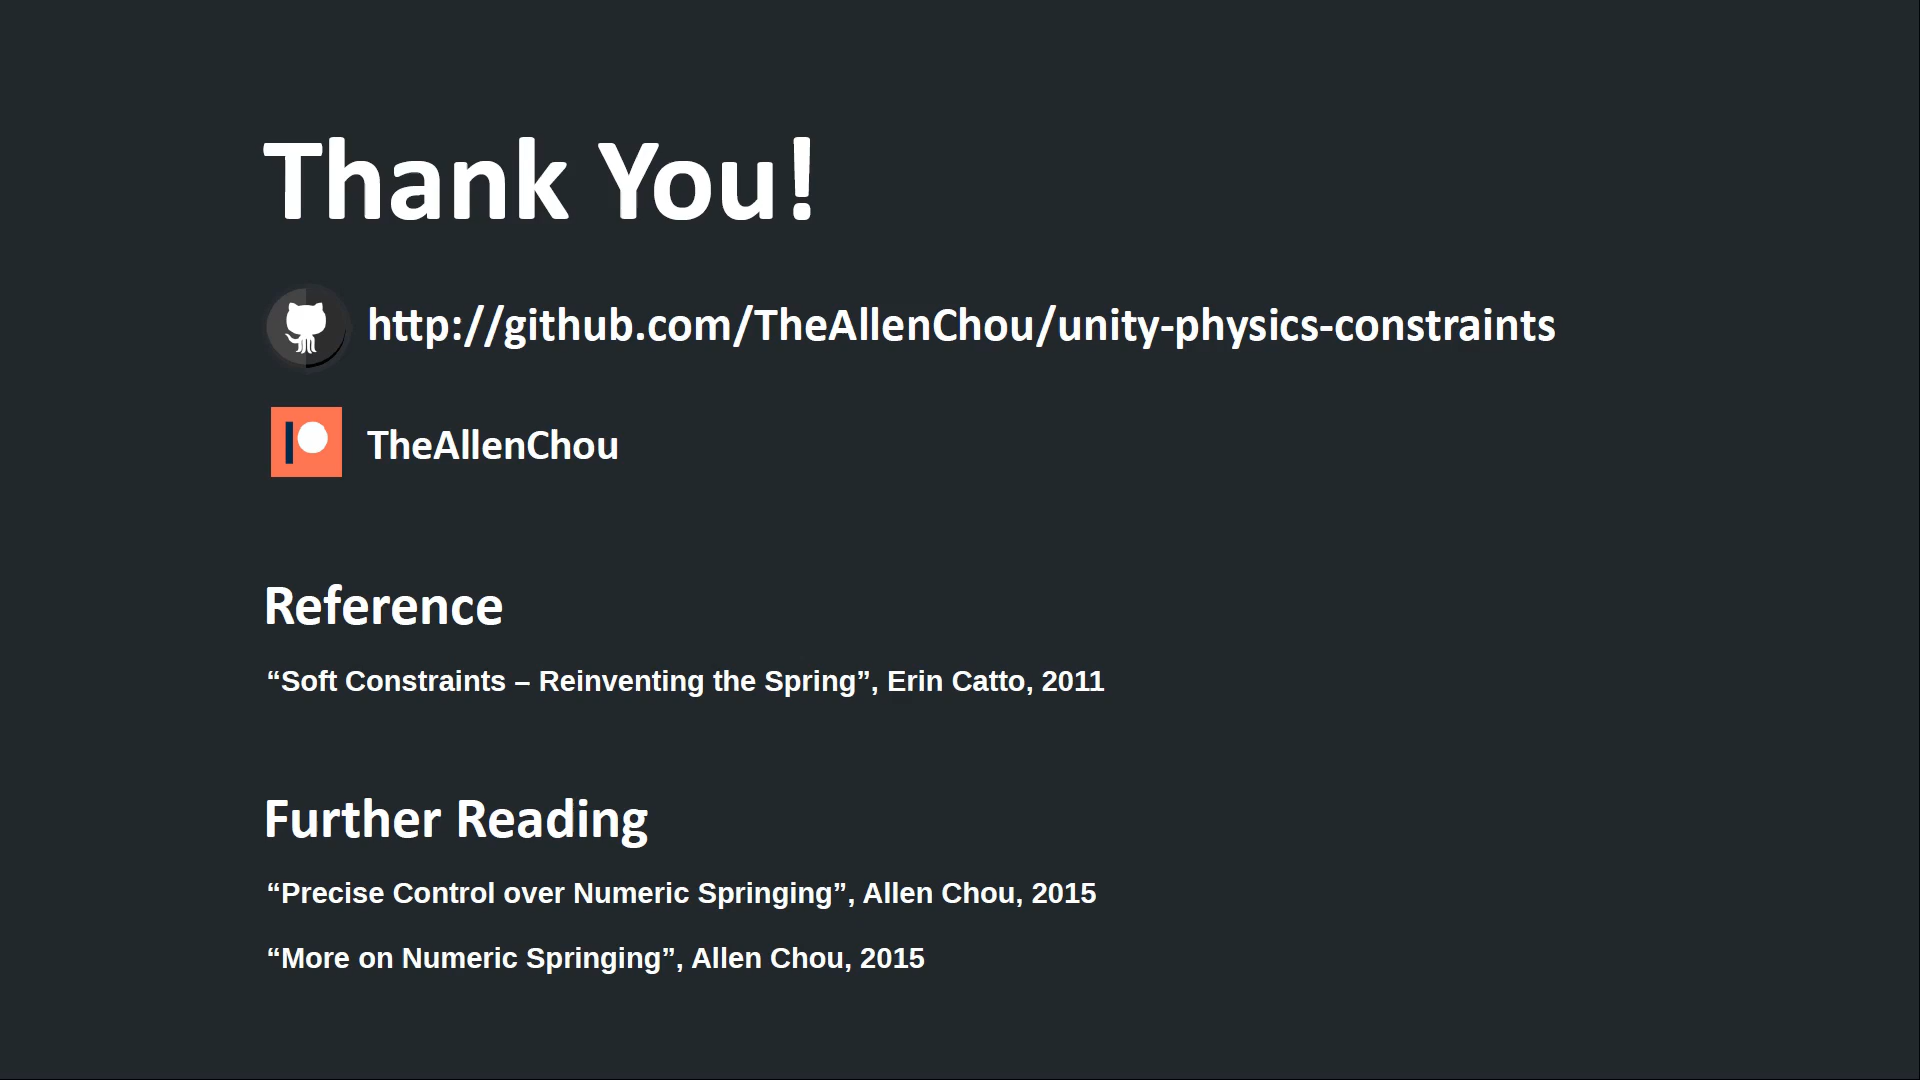 Thank You!
http://github.com/TheAllenChou/unity-physics-constraints
TheAllenChou
Reference
“Soft Constraints – Reinventing the Spring”, Erin Catto, 2011
Further Reading
“Precise Control over Numeric Springing”, Allen Chou, 2015
“More on Numeric Springing”, Allen Chou, 2015